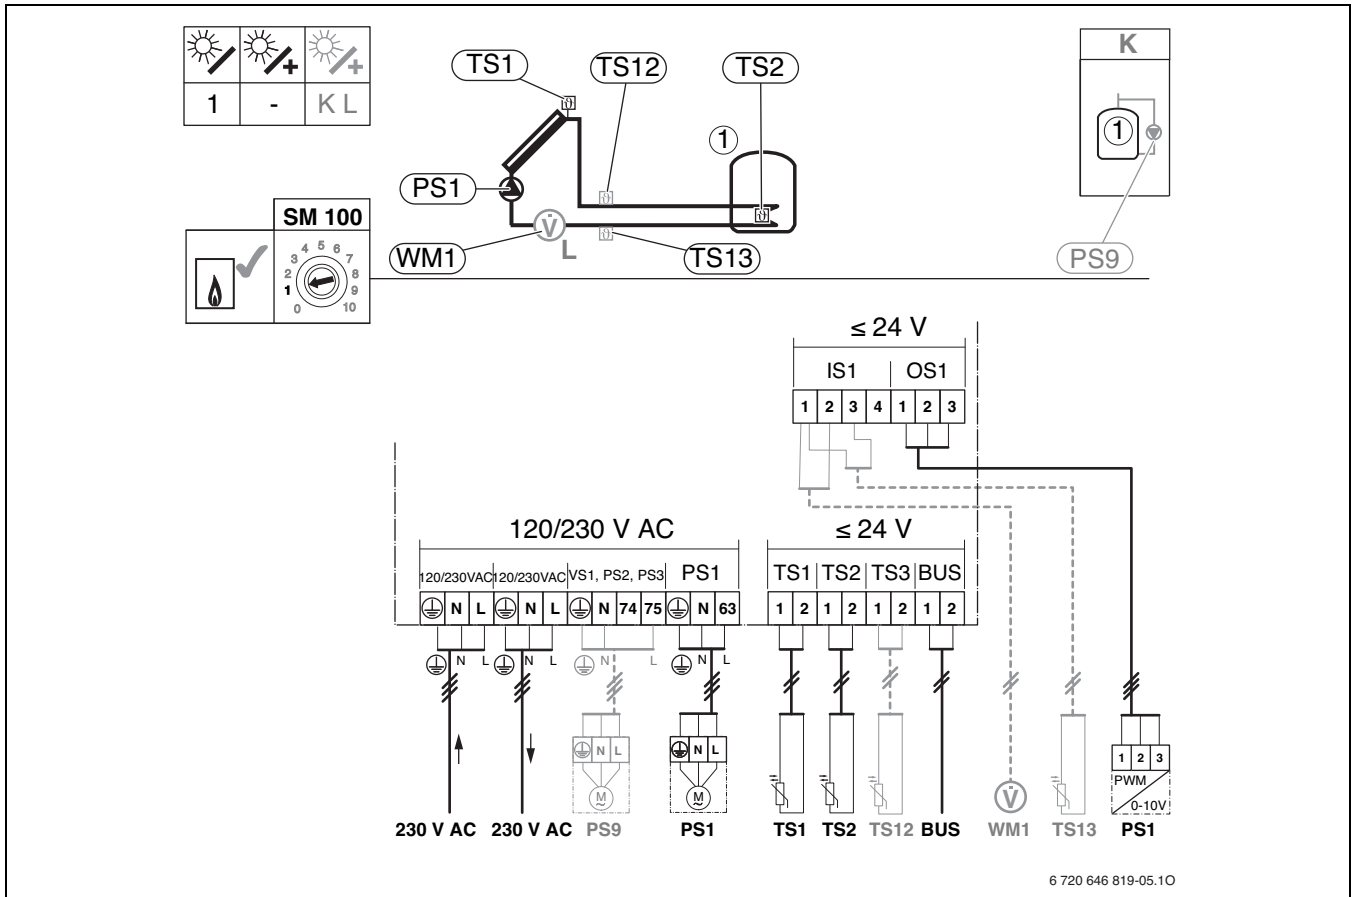 1 - K L
TS1 TS12 TS2
1
PS1
WM1 V̇ L TS13
K
1
PS9
SM 100
0 1 2 3 4 5 6 7 8 9 10
≤ 24 V
IS1 OS1
1 2 3 4 1 2 3
120/230 V AC
≤ 24 V
120/230VAC 120/230VAC VS1, PS2, PS3 PS1
TS1 TS2 TS3 BUS
N L N L N 74 75 N 63
1 2 1 2 1 2 1 2
N L N L N L N L
N L N L
M ~ M ~
1 2 3
PWM
0-10V
V̇
230 V AC 230 V AC PS9 PS1 TS1 TS2 TS12 BUS WM1 TS13 PS1
6 720 646 819-05.1O